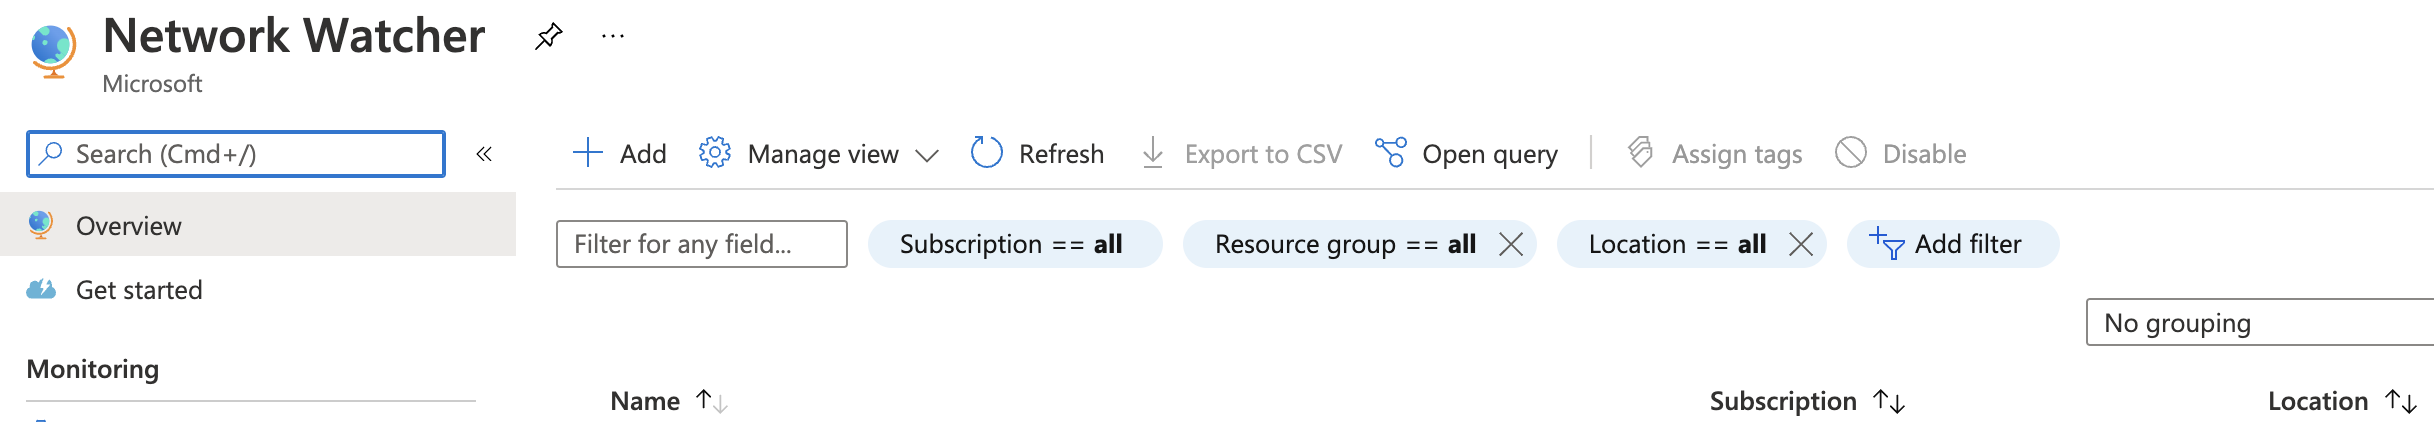 Network Watcher
Microsoft
Search (Cmd+/)
Overview
Get started
Monitoring
Add Manage view Refresh Export to CSV Open query Assign tags Disable
Filter for any field... Subscription == all Resource group == all Location == all Add filter
No grouping
Name Subscription Location